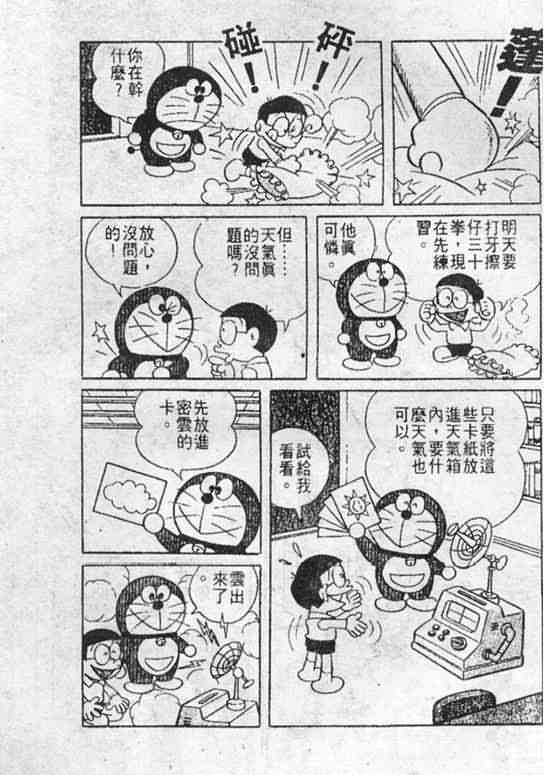 蓬！
砰！
碰！
你在幹
什麼？
明天要
打牙擦
仔三十
拳，現
在先練
習。
他真
可憐。
但……
天氣真
的沒問
題嗎？
放心，
沒問題
的！
只要將這
些卡紙放
進天氣箱
內，要什
麼天氣也
可以。
試給我
看看。
先放進
密雲的
卡。
雲出
來了
。